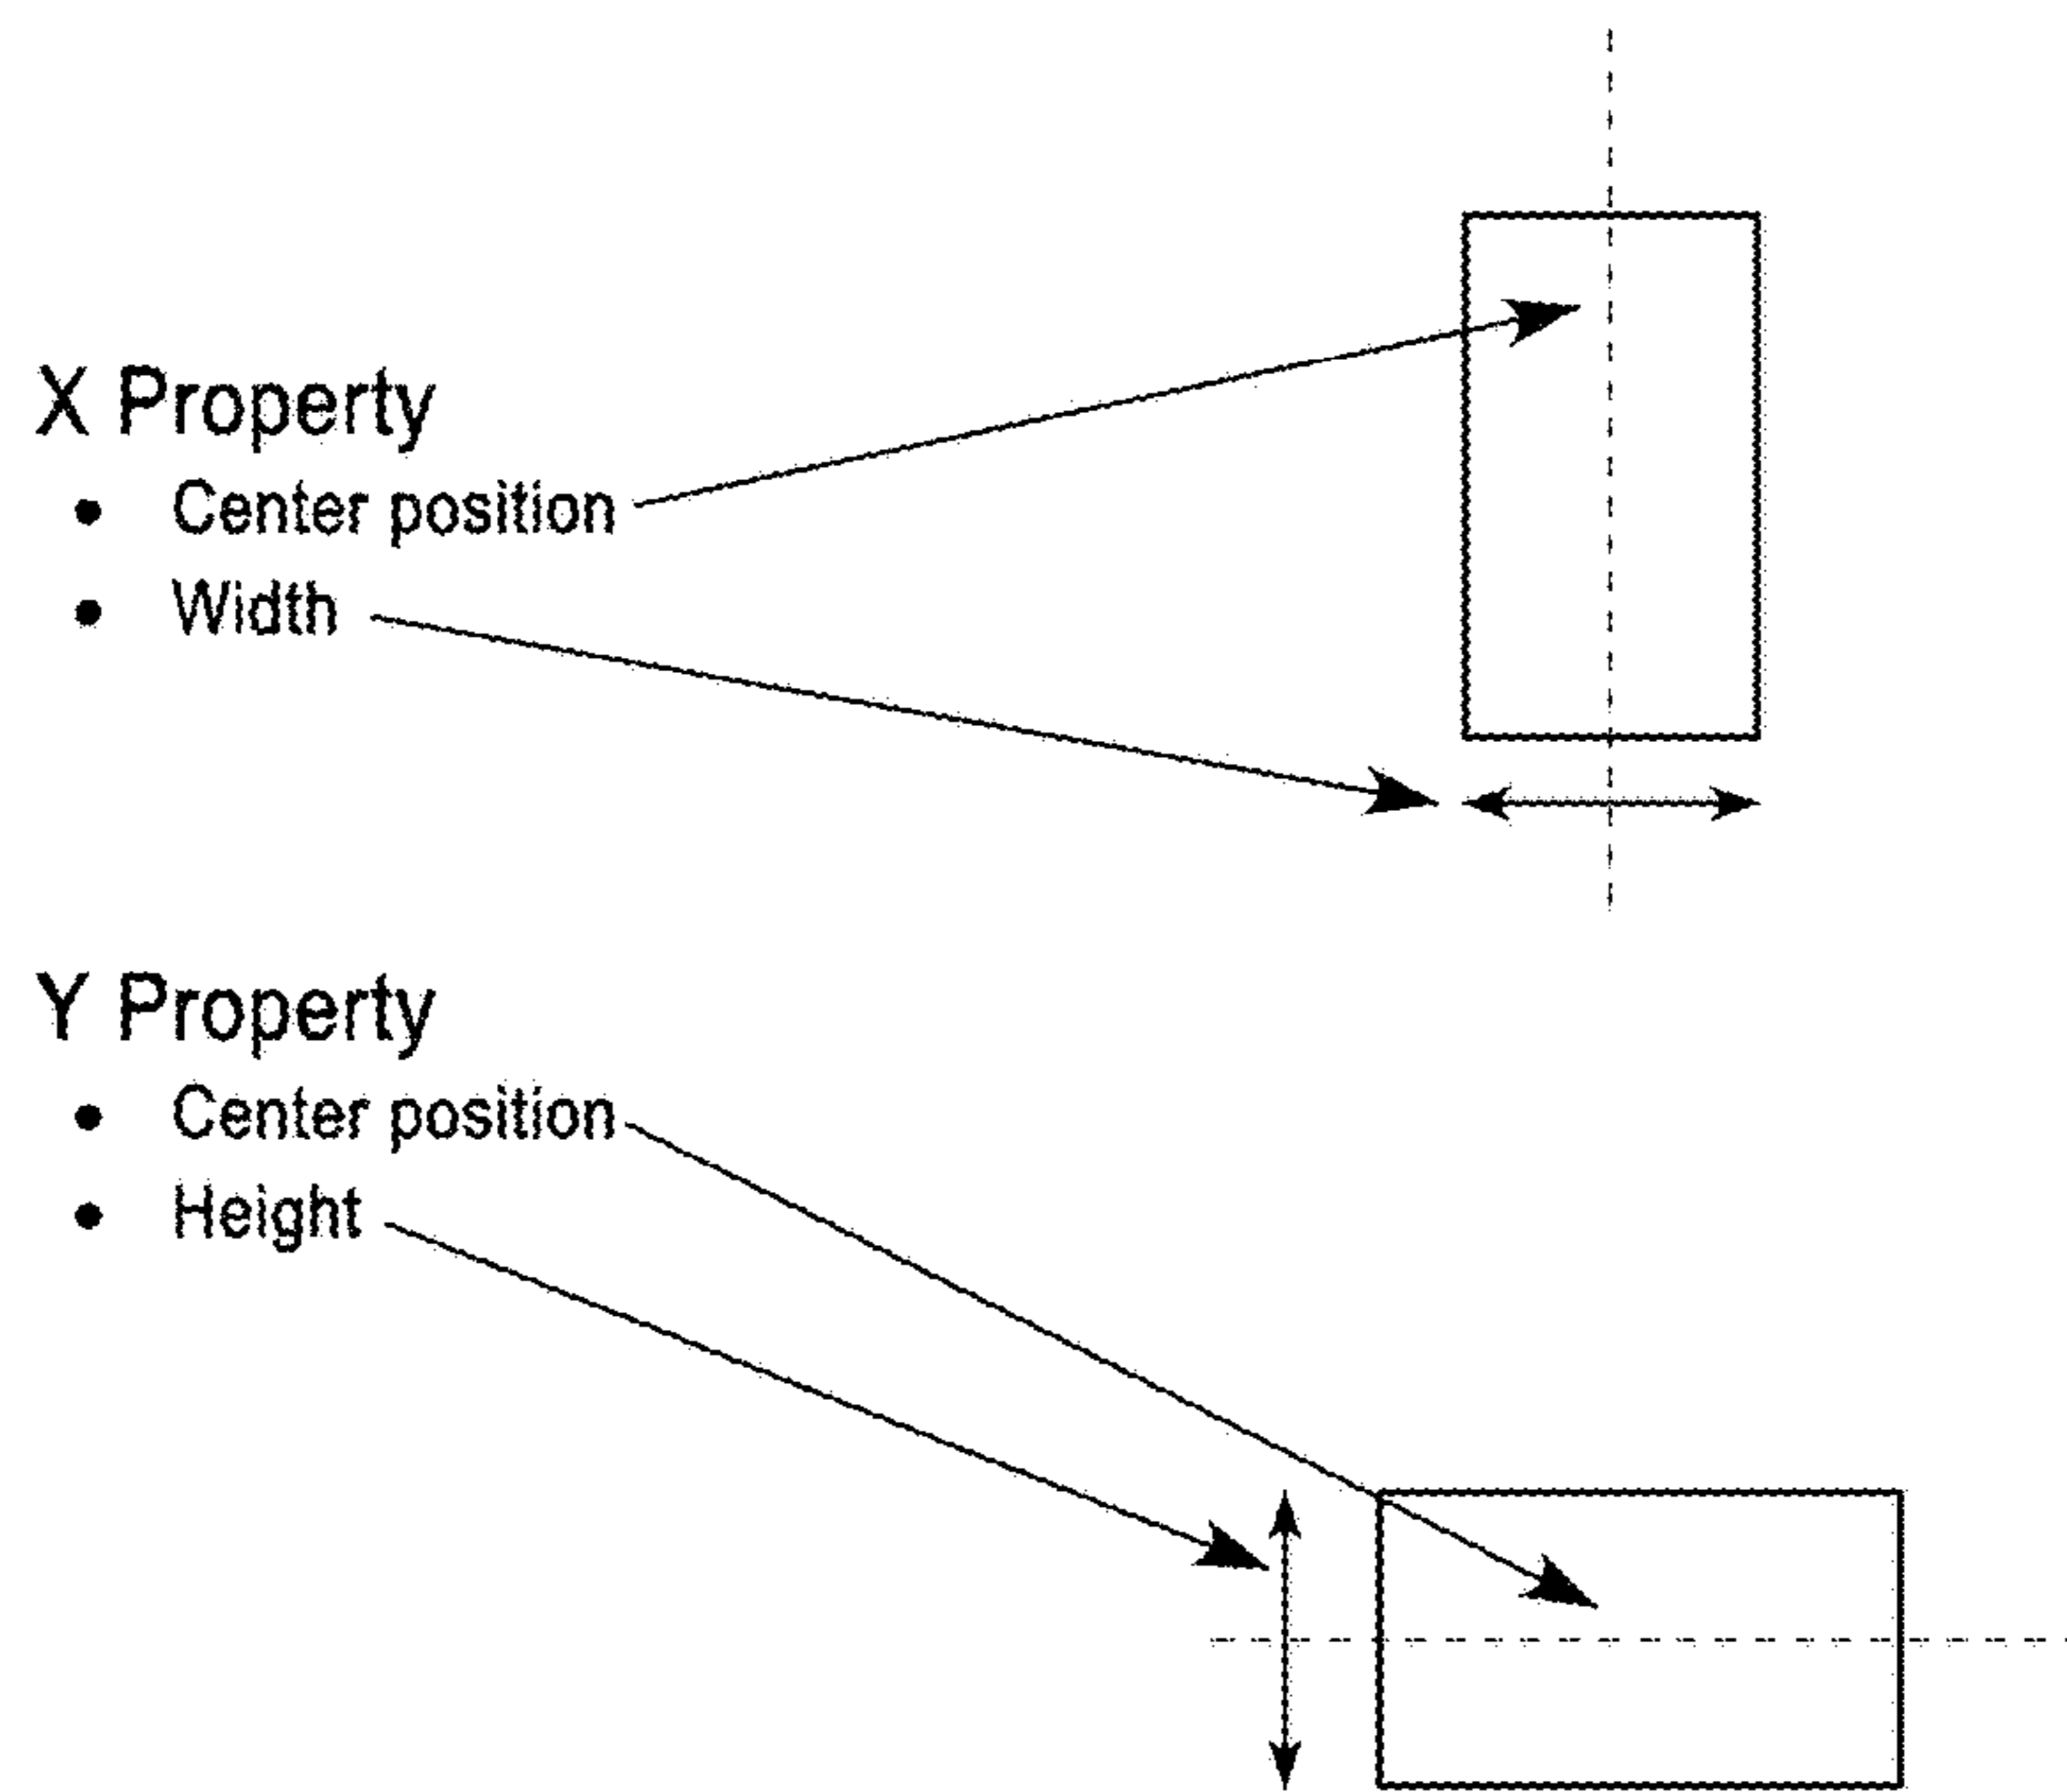 X Property
• Center position
• Width
Y Property
• Center position
• Height